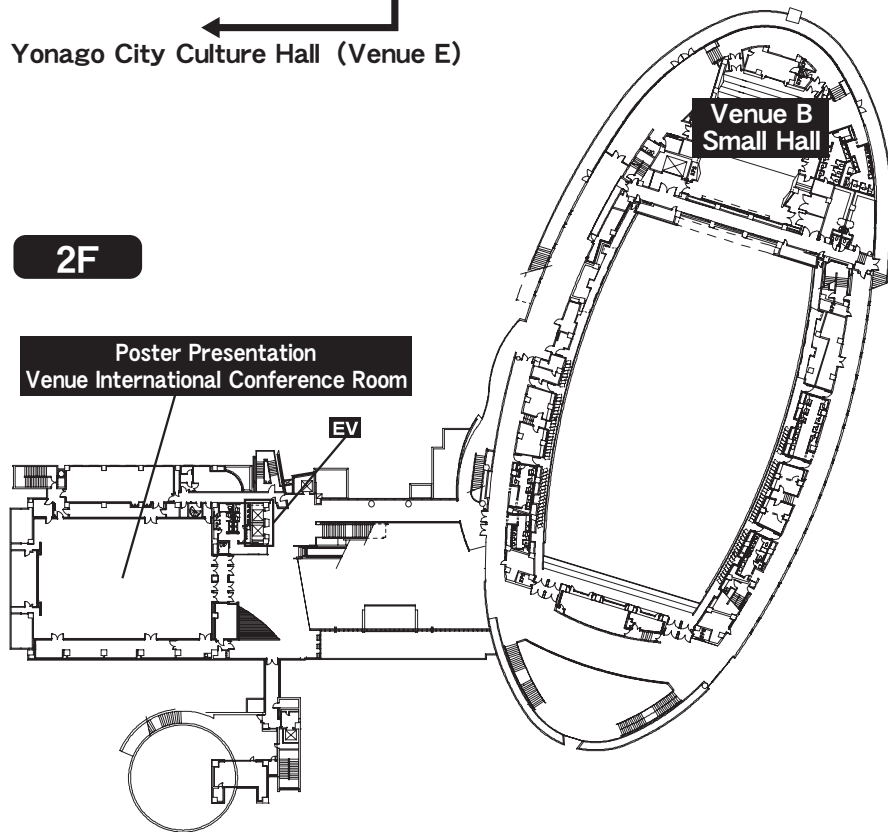 Yonago City Culture Hall (Venue E)
Venue B
Small Hall
2F
Poster Presentation
Venue International Conference Room
EV